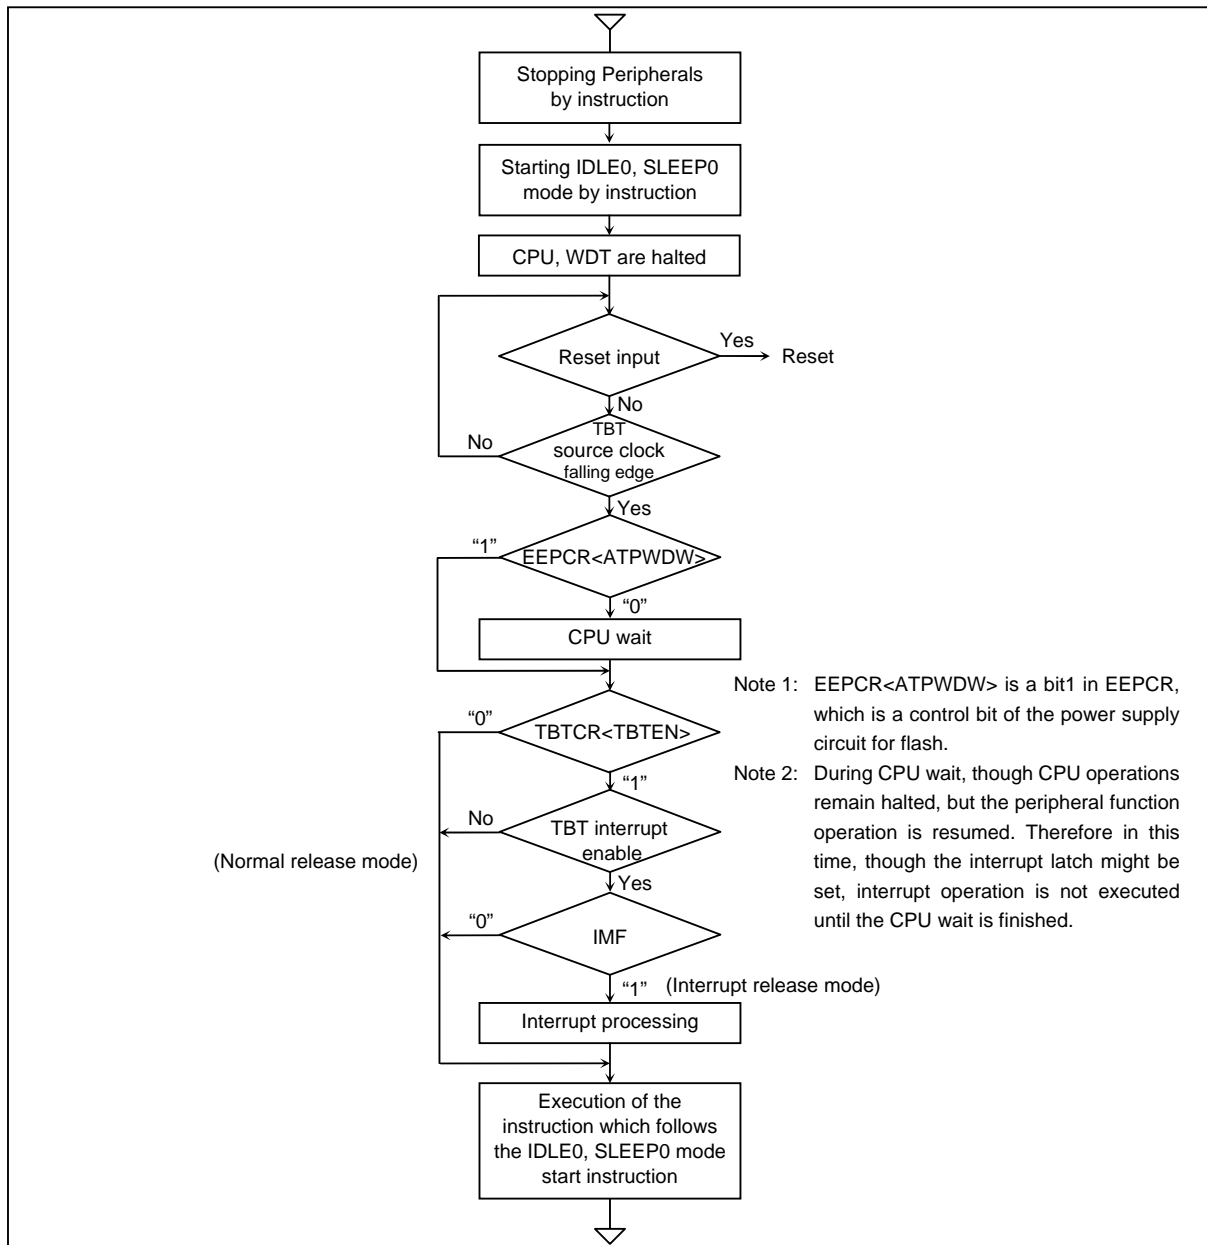 Stopping Peripherals
by instruction
Starting IDLE0, SLEEP0
mode by instruction
CPU, WDT are halted
Reset input
Yes
Reset
No
TBT
source clock
falling edge
No
Yes
EEPCR<ATPWDW>
“1”
“0”
CPU wait
TBTCR<TBTEN>
“0”
“1”
TBT interrupt
enable
No
Yes
(Normal release mode)
IMF
“0”
“1”
(Interrupt release mode)
Interrupt processing
Execution of the
instruction which follows
the IDLE0, SLEEP0 mode
start instruction
Note 1: EEPCR<ATPWDW> is a bit1 in EEPCR,
which is a control bit of the power supply
circuit for flash.
Note 2: During CPU wait, though CPU operations
remain halted, but the peripheral function
operation is resumed. Therefore in this
time, though the interrupt latch might be
set, interrupt operation is not executed
until the CPU wait is finished.